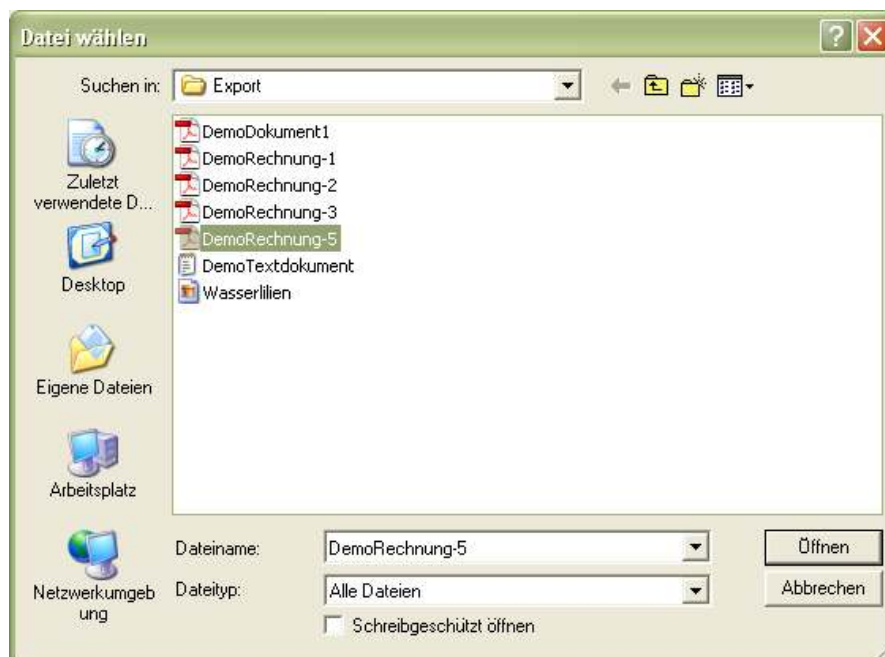 Datei wählen
Suchen in:
Export
Zuletzt
verwendete D...
Desktop
Eigene Dateien
Arbeitsplatz
Netzwerkumgeb
ung
DemoDokument1
DemoRechnung-1
DemoRechnung-2
DemoRechnung-3
DemoRechnung-5
DemoTextdokument
Wasserlilien
Dateiname:
DemoRechnung-5
Öffnen
Dateityp:
Alle Dateien
Abbrechen
Schreibgeschützt öffnen